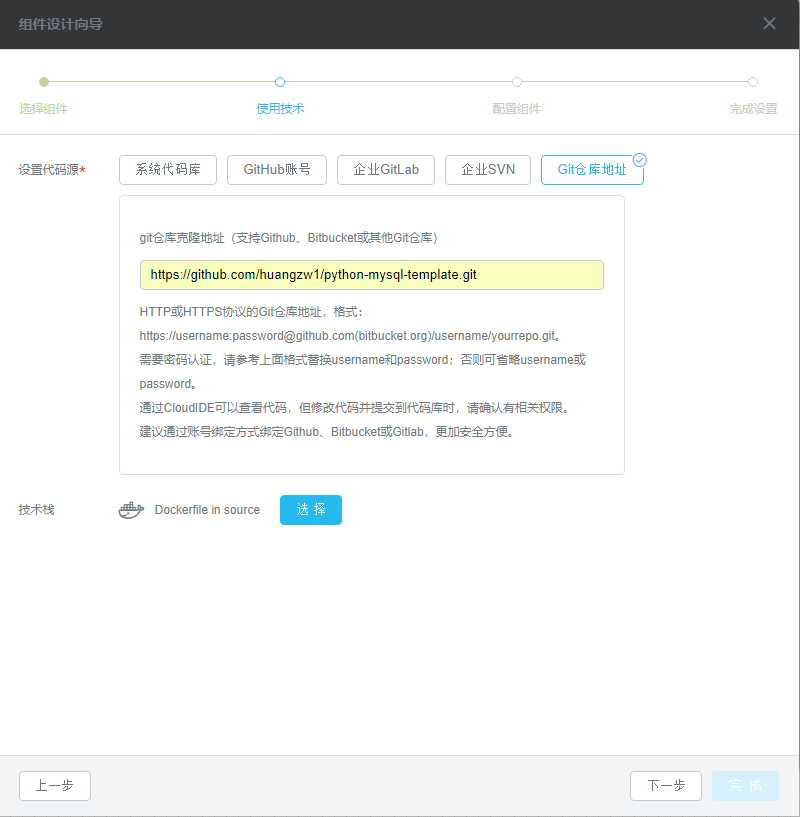 组件设计向导
选择组件 使用技术 配置组件 完成设置
设置代码源* 系统代码库 GitHub账号 企业GitLab 企业SVN Git仓库地址
git仓库克隆地址（支持Github、Bitbucket或其他Git仓库）
https://github.com/huangzw1/python-mysql-template.git
HTTP或HTTPS协议的Git仓库地址，格式：
https://username:password@github.com(bitbucket.org)/username/yourrepo.git。
需要密码认证，请参考上面格式替换username和password；否则可省略username或
password。
通过CloudIDE可以查看代码，但修改代码并提交到代码库时，请确认有相关权限。
建议通过账号绑定方式绑定Github、Bitbucket或Gitlab，更加安全方便。
技术栈 Dockerfile in source 选 择
上一步 下一步 完 成